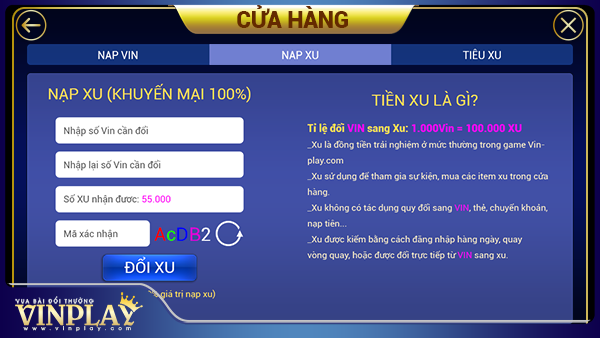 CỬA HÀNG
NẠP VIN
NẠP XU
TIÊU XU
NẠP XU (KHUYẾN MẠI 100%)
Nhập số Vin cần đổi
Nhập lại số Vin cần đổi
Số XU nhận được: 55.000
Mã xác nhận
AcDB2
ĐỔI XU
% giá trị nạp xu)
TIỀN XU LÀ GÌ?
Tỉ lệ đổi VIN sang Xu: 1.000Vin = 100.000 XU
_Xu là đồng tiền trải nghiệm ở mức thường trong game Vin-
play.com
_Xu sử dụng để tham gia sự kiện, mua các item xu trong cửa
hàng.
_Xu không có tác dụng quy đổi sang VIN, thẻ, chuyển khoản,
nạp tiền...
_Xu được kiếm bằng cách đăng nhập hàng ngày, quay
vòng quay, hoặc được đổi trực tiếp từ VIN sang xu.
VUA BÀI ĐỔI THƯỞNG
VINPLAY
www.vinplay.com